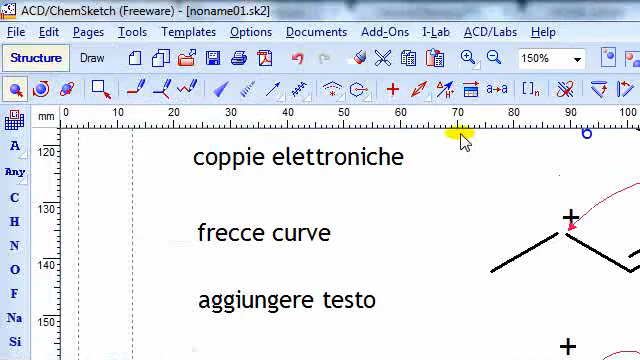 ACD/ChemSketch (Freeware) - [noname01.sk2]
File Edit Pages Tools Templates Options Documents Add-Ons I-Lab ACD/Labs Help
Structure Draw 150%
[]n
mm 0 10 20 30 40 50 60 70 80 90 100
120
130
140
150
A
Any
C
H
N
O
F
Na
Si
coppie elettroniche
frecce curve
aggiungere testo
+
+